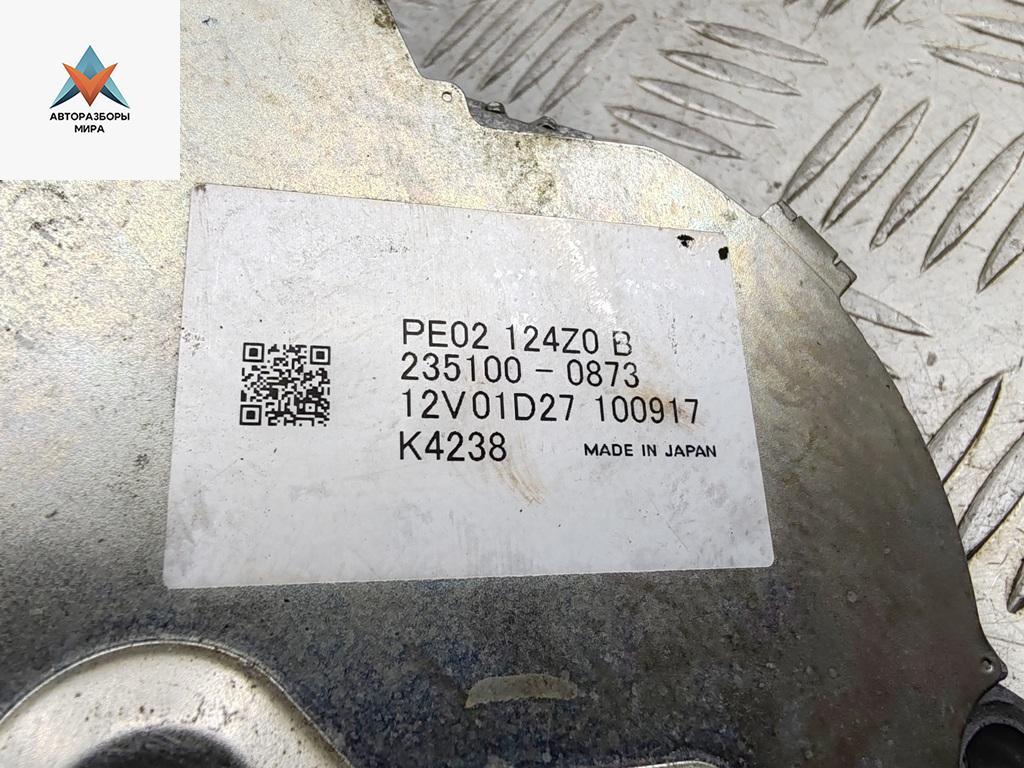 АВТОРАЗБОРЫ
МИРА
PE02 124Z0 B
235100 - 0873
12V01D27 100917
K4238 MADE IN JAPAN